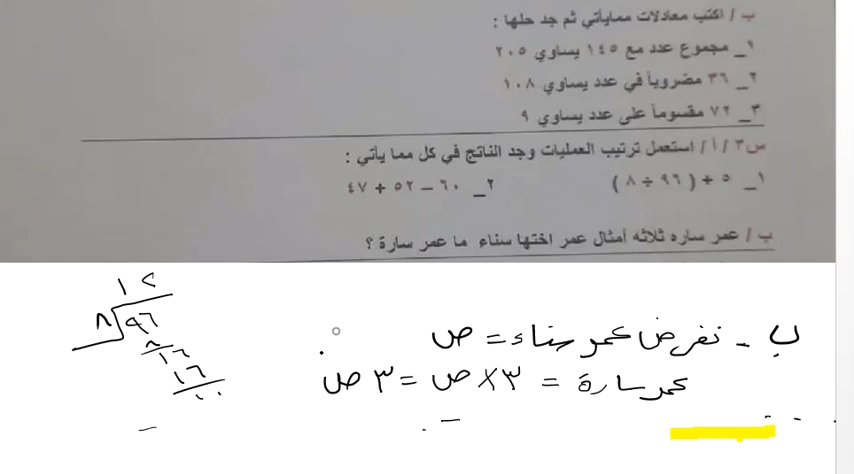 ب / اكتب معادلات ممايأتي ثم جد حلها :
١_ مجموع عدد مع ١٤٥ يساوي ٢٠٥
٢_ ٣٦ مضروباً في عدد يساوي ١٠٨
٣_ ٧٢ مقسوماً على عدد يساوي ٩
س٣ / أ / استعمل ترتيب العمليات وجد الناتج في كل مما يأتي :
١_ ٥ + ( ٩٦ ÷ ٨ ) ٢_ ٦٠ – ٥٢ + ٤٧
ب / عمر ساره ثلاثه أمثال عمر اختها سناء ما عمر سارة ؟
ب - نفرض عمر سناء = ص
عمر سارة = ٣ × ص = ٣ ص
١٢
٨ ٩٦
٨
١٦
١٦
٠٠